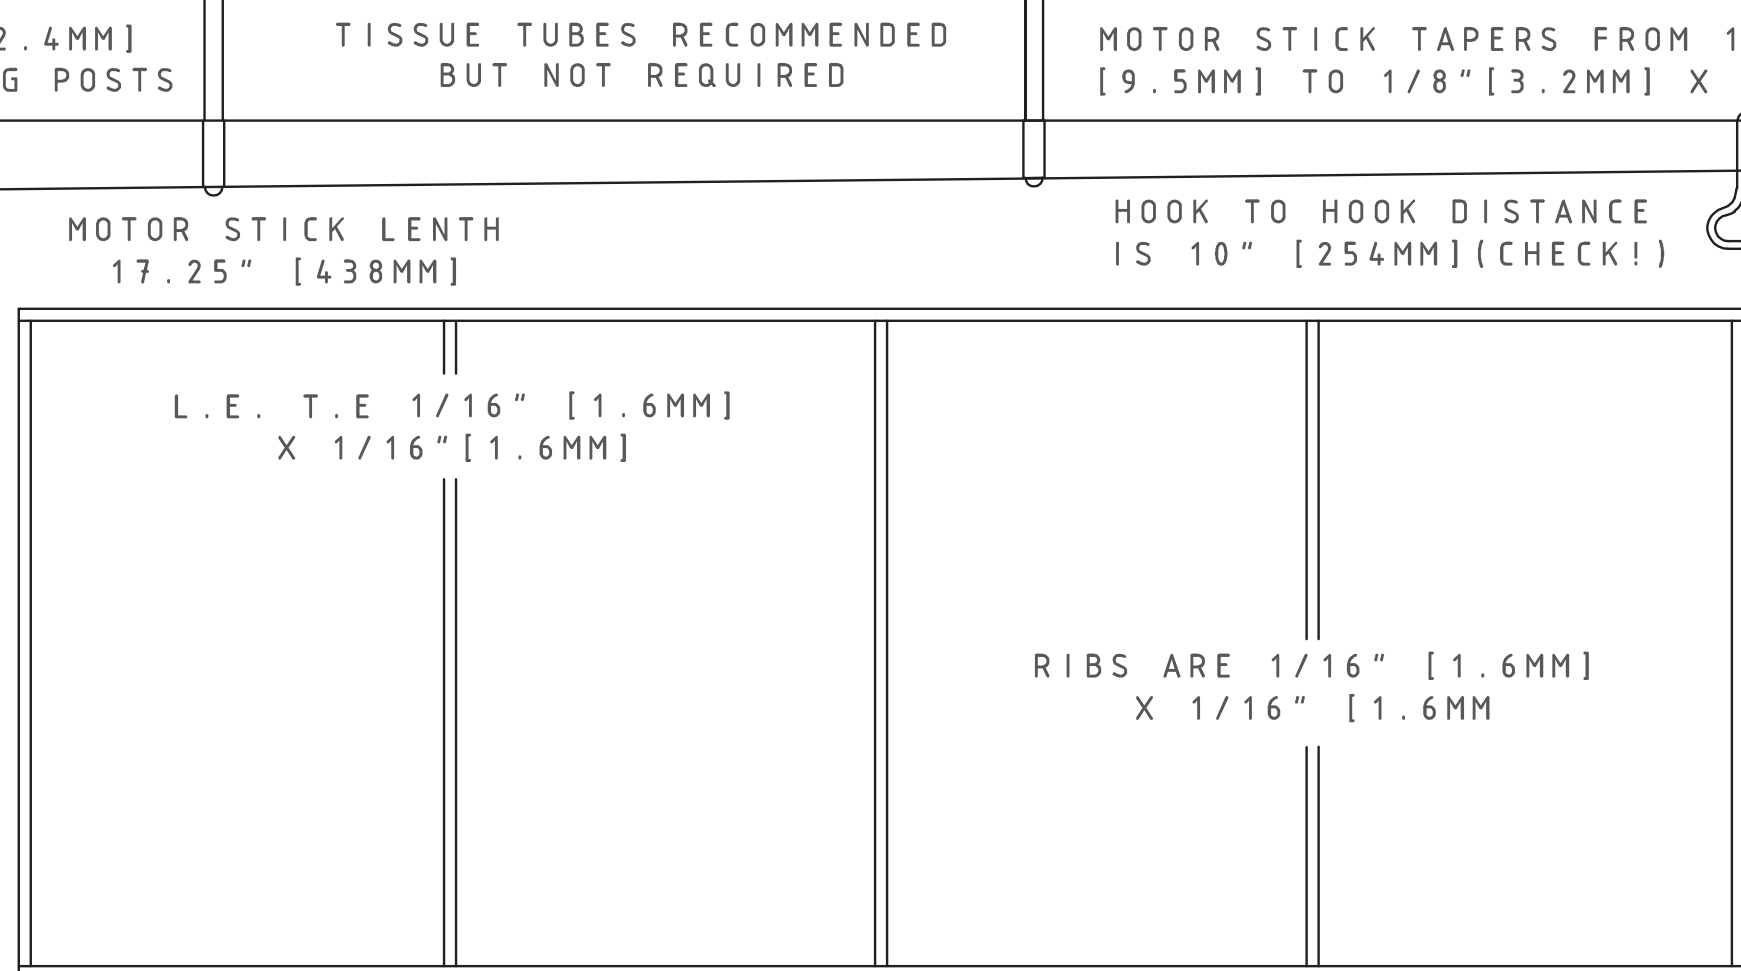 2.4MM]
G POSTS
TISSUE TUBES RECOMMENDED
BUT NOT REQUIRED
MOTOR STICK TAPERS FROM 1
[9.5MM] TO 1/8"[3.2MM] X
MOTOR STICK LENTH
17.25" [438MM]
HOOK TO HOOK DISTANCE
IS 10" [254MM](CHECK!)
L.E. T.E 1/16" [1.6MM]
X 1/16"[1.6MM]
RIBS ARE 1/16" [1.6MM]
X 1/16" [1.6MM